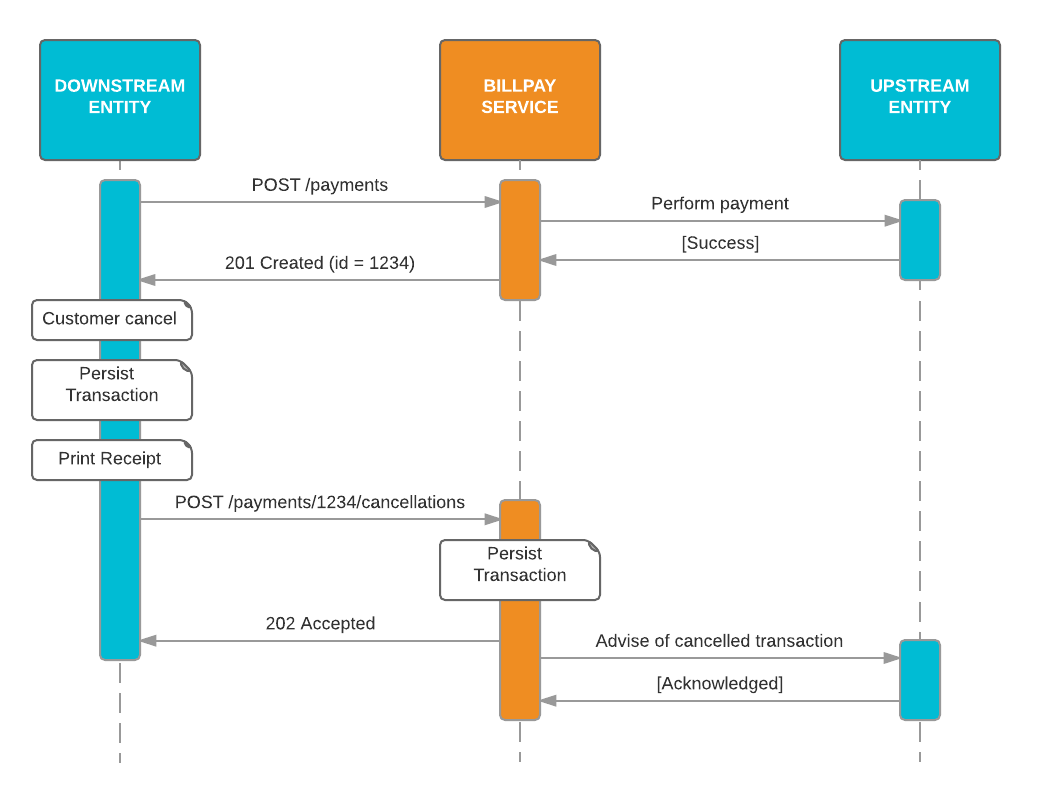 DOWNSTREAM
ENTITY
BILLPAY
SERVICE
UPSTREAM
ENTITY
POST /payments
Perform payment
[Success]
201 Created (id = 1234)
Customer cancel
Persist
Transaction
Print Receipt
POST /payments/1234/cancellations
Persist
Transaction
202 Accepted
Advise of cancelled transaction
[Acknowledged]